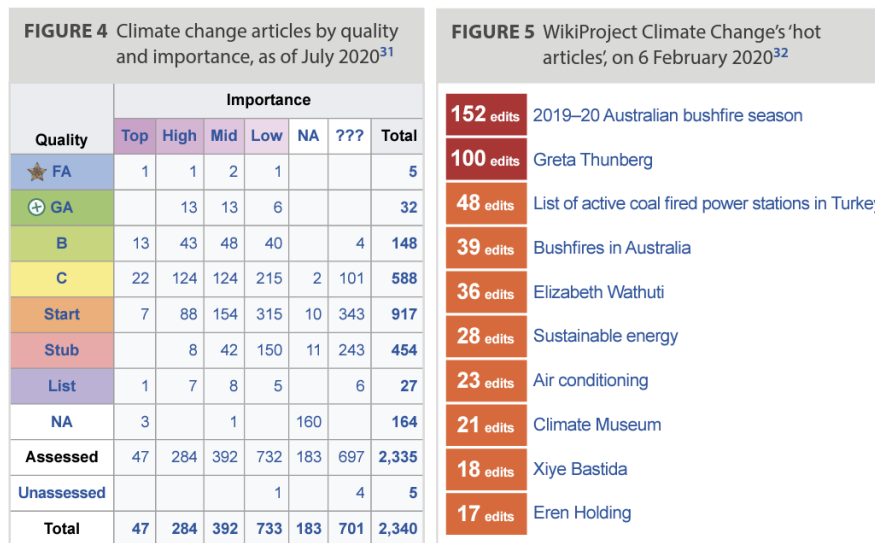 FIGURE 4 Climate change articles by quality
and importance, as of July 2020³¹
Importance
Quality Top High Mid Low NA ??? Total
FA 1 1 2 1 5
GA 13 13 6 32
B 13 43 48 40 4 148
C 22 124 124 215 2 101 588
Start 7 88 154 315 10 343 917
Stub 8 42 150 11 243 454
List 1 7 8 5 6 27
NA 3 1 160 164
Assessed 47 284 392 732 183 697 2,335
Unassessed 1 4 5
Total 47 284 392 733 183 701 2,340
FIGURE 5 WikiProject Climate Change's ‘hot
articles’, on 6 February 2020³²
152 edits 2019–20 Australian bushfire season
100 edits Greta Thunberg
48 edits List of active coal fired power stations in Turkey
39 edits Bushfires in Australia
36 edits Elizabeth Wathuti
28 edits Sustainable energy
23 edits Air conditioning
21 edits Climate Museum
18 edits Xiye Bastida
17 edits Eren Holding